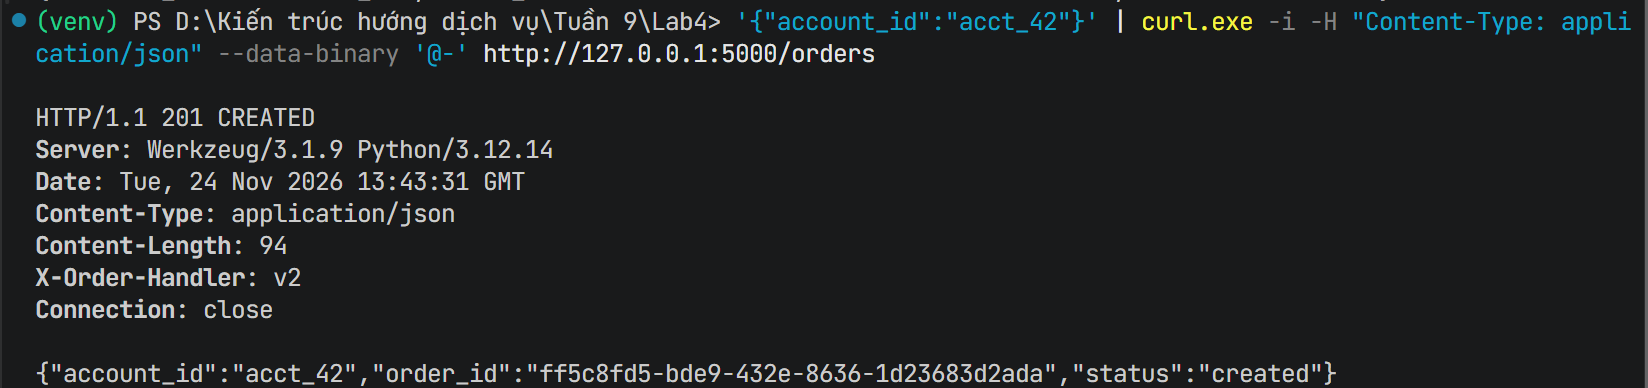 (venv) PS D:\Kiến trúc hướng dịch vụ\Tuần 9\Lab4> '{"account_id":"acct_42"}' | curl.exe -i -H "Content-Type: appli
cation/json" --data-binary '@-' http://127.0.0.1:5000/orders
HTTP/1.1 201 CREATED
Server: Werkzeug/3.1.9 Python/3.12.14
Date: Tue, 24 Nov 2026 13:43:31 GMT
Content-Type: application/json
Content-Length: 94
X-Order-Handler: v2
Connection: close
{"account_id":"acct_42","order_id":"ff5c8fd5-bde9-432e-8636-1d23683d2ada","status":"created"}